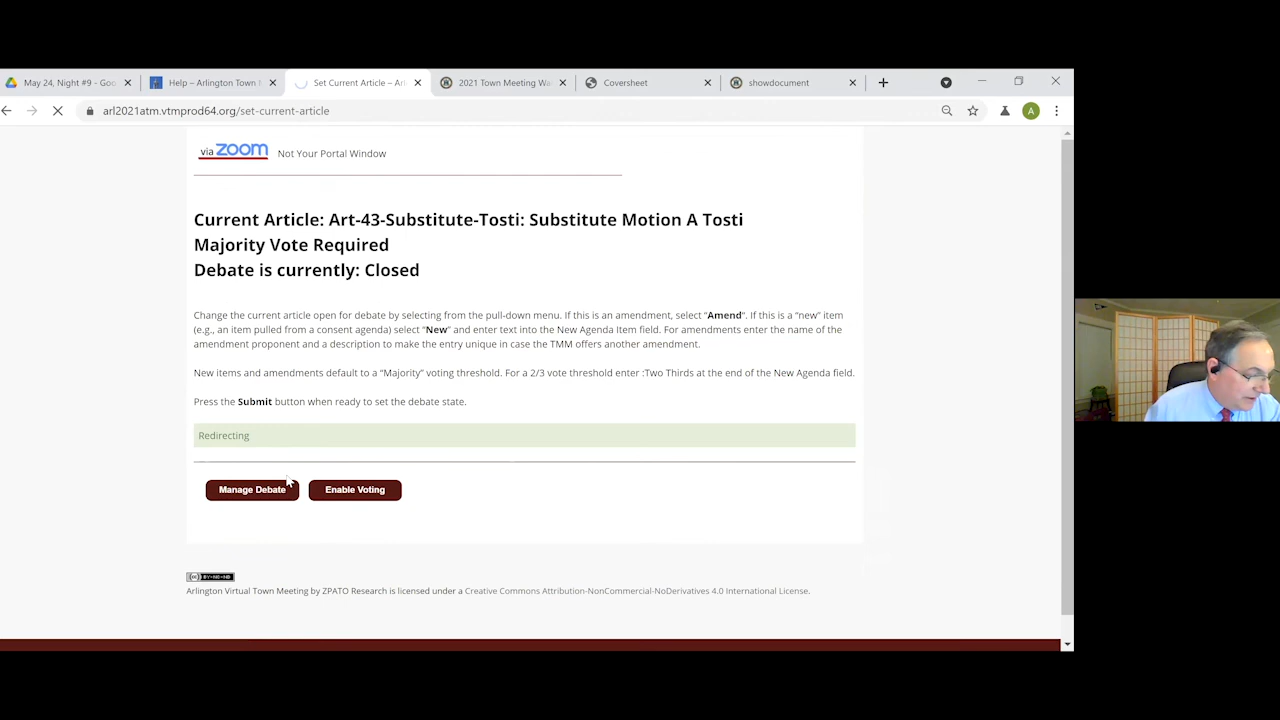 May 24, Night #9 - Goo
Help – Arlington Town
Set Current Article – Ar
2021 Town Meeting Wa
Coversheet
showdocument
arl2021atm.vtmprod64.org/set-current-article
A
via zoom Not Your Portal Window
Current Article: Art-43-Substitute-Tosti: Substitute Motion A Tosti
Majority Vote Required
Debate is currently: Closed
Change the current article open for debate by selecting from the pull-down menu. If this is an amendment, select "Amend". If this is a "new" item
(e.g., an item pulled from a consent agenda) select "New" and enter text into the New Agenda Item field. For amendments enter the name of the
amendment proponent and a description to make the entry unique in case the TMM offers another amendment.
New items and amendments default to a "Majority" voting threshold. For a 2/3 vote threshold enter :Two Thirds at the end of the New Agenda field.
Press the Submit button when ready to set the debate state.
Redirecting
Manage Debate Enable Voting
Arlington Virtual Town Meeting by ZPATO Research is licensed under a Creative Commons Attribution-NonCommercial-NoDerivatives 4.0 International License.